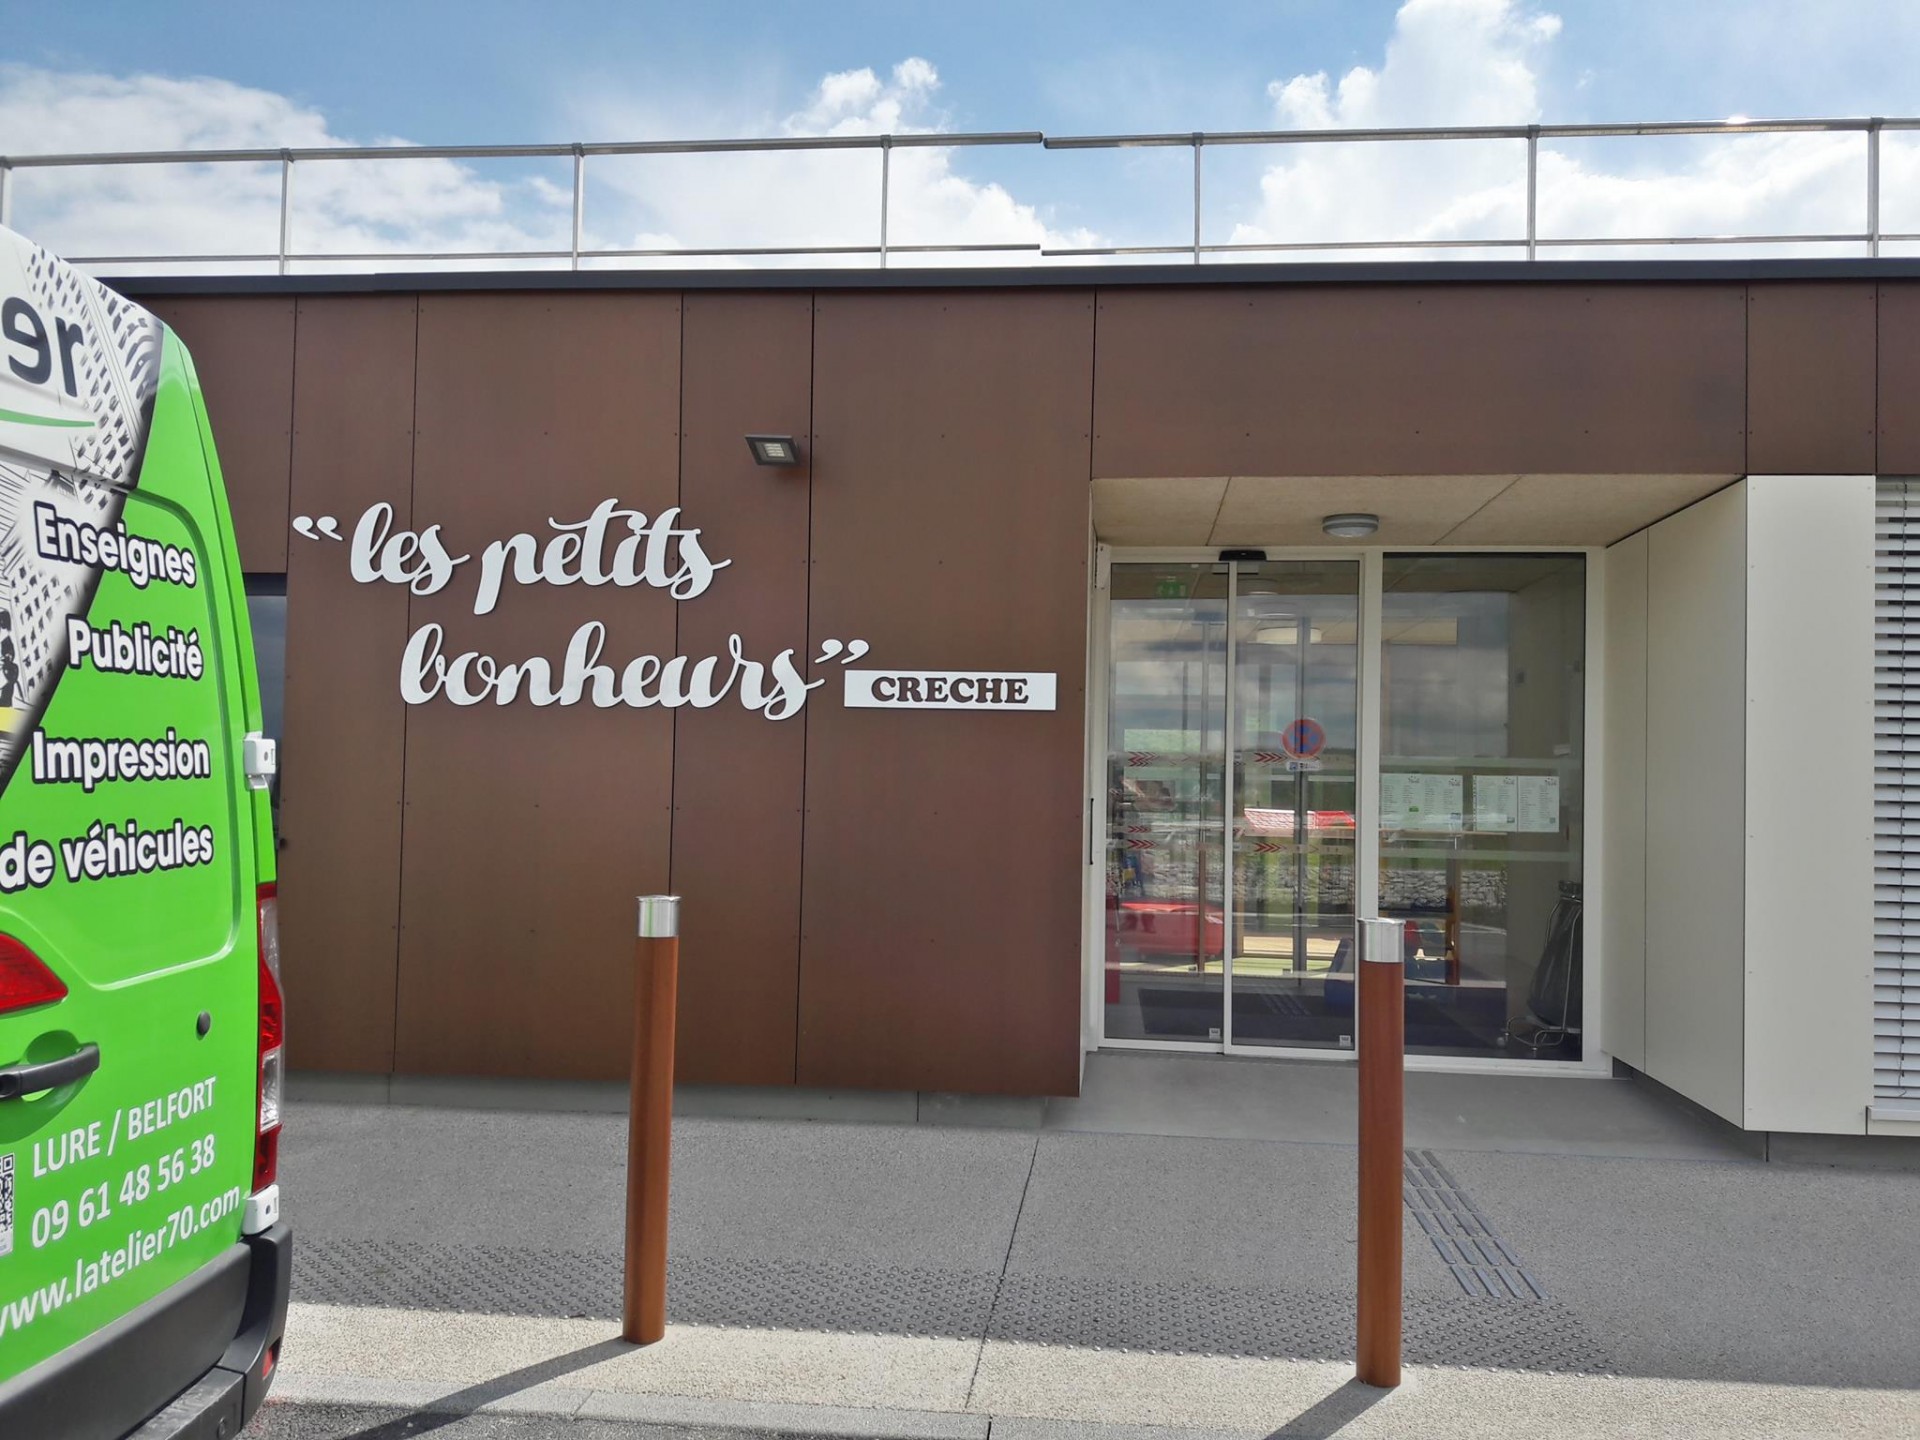 “les petits
bonheurs”
CRECHE
er
Enseignes
Publicité
Impression
de véhicules
LURE / BELFORT
09 61 48 56 38
www.latelier70.com